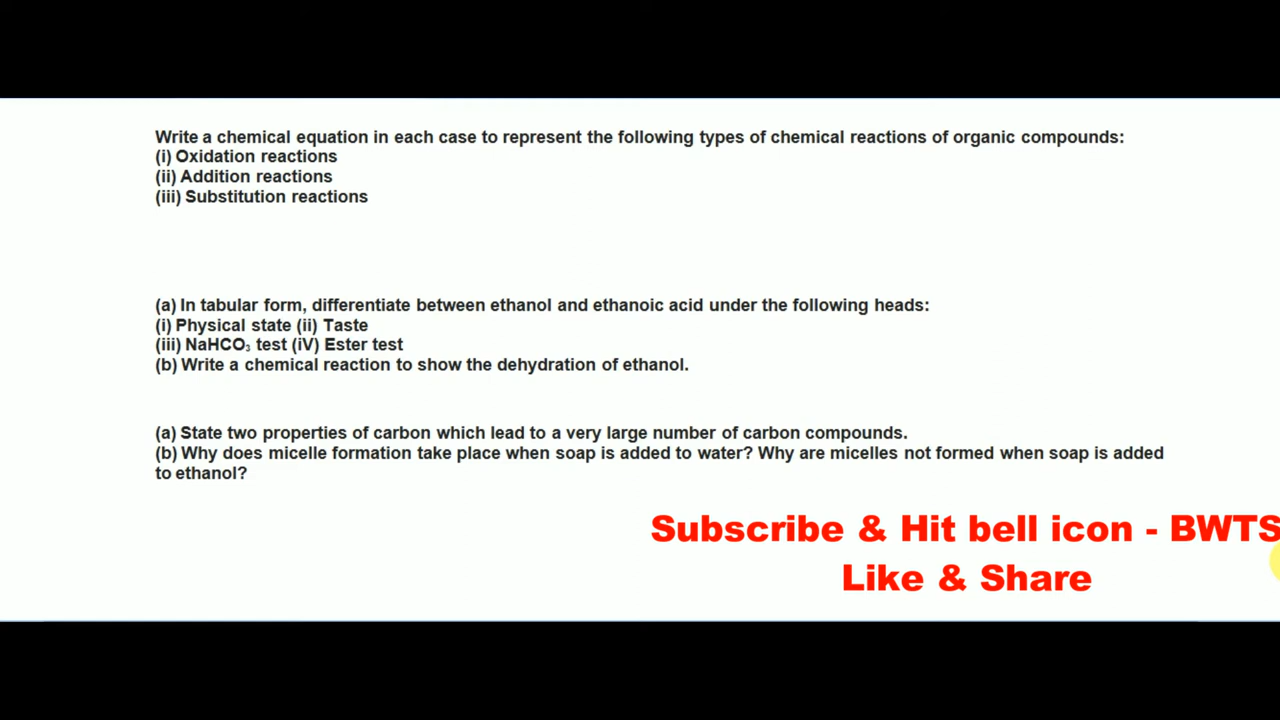 Write a chemical equation in each case to represent the following types of chemical reactions of organic compounds:
(i) Oxidation reactions
(ii) Addition reactions
(iii) Substitution reactions
(a) In tabular form, differentiate between ethanol and ethanoic acid under the following heads:
(i) Physical state (ii) Taste
(iii) NaHCO₃ test (iV) Ester test
(b) Write a chemical reaction to show the dehydration of ethanol.
(a) State two properties of carbon which lead to a very large number of carbon compounds.
(b) Why does micelle formation take place when soap is added to water? Why are micelles not formed when soap is added
to ethanol?
Subscribe & Hit bell icon - BWTS
Like & Share